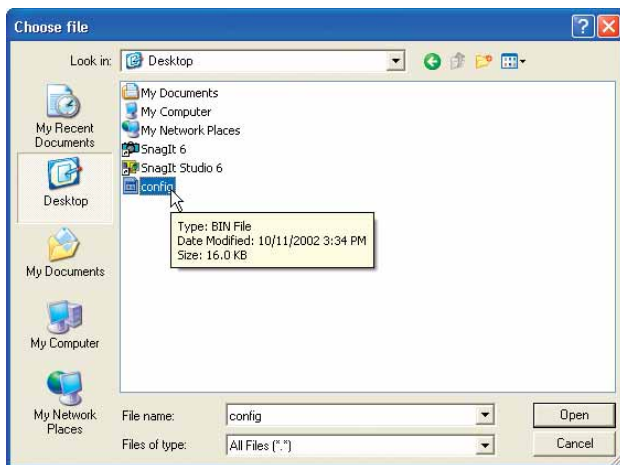 Choose file
Look in:
Desktop
My Recent
Documents
Desktop
My Documents
My Computer
My Network
Places
My Documents
My Computer
My Network Places
SnagIt 6
SnagIt Studio 6
config
Type: BIN File
Date Modified: 10/11/2002 3:34 PM
Size: 16.0 KB
File name:
config
Open
Files of type:
All Files (*.*)
Cancel